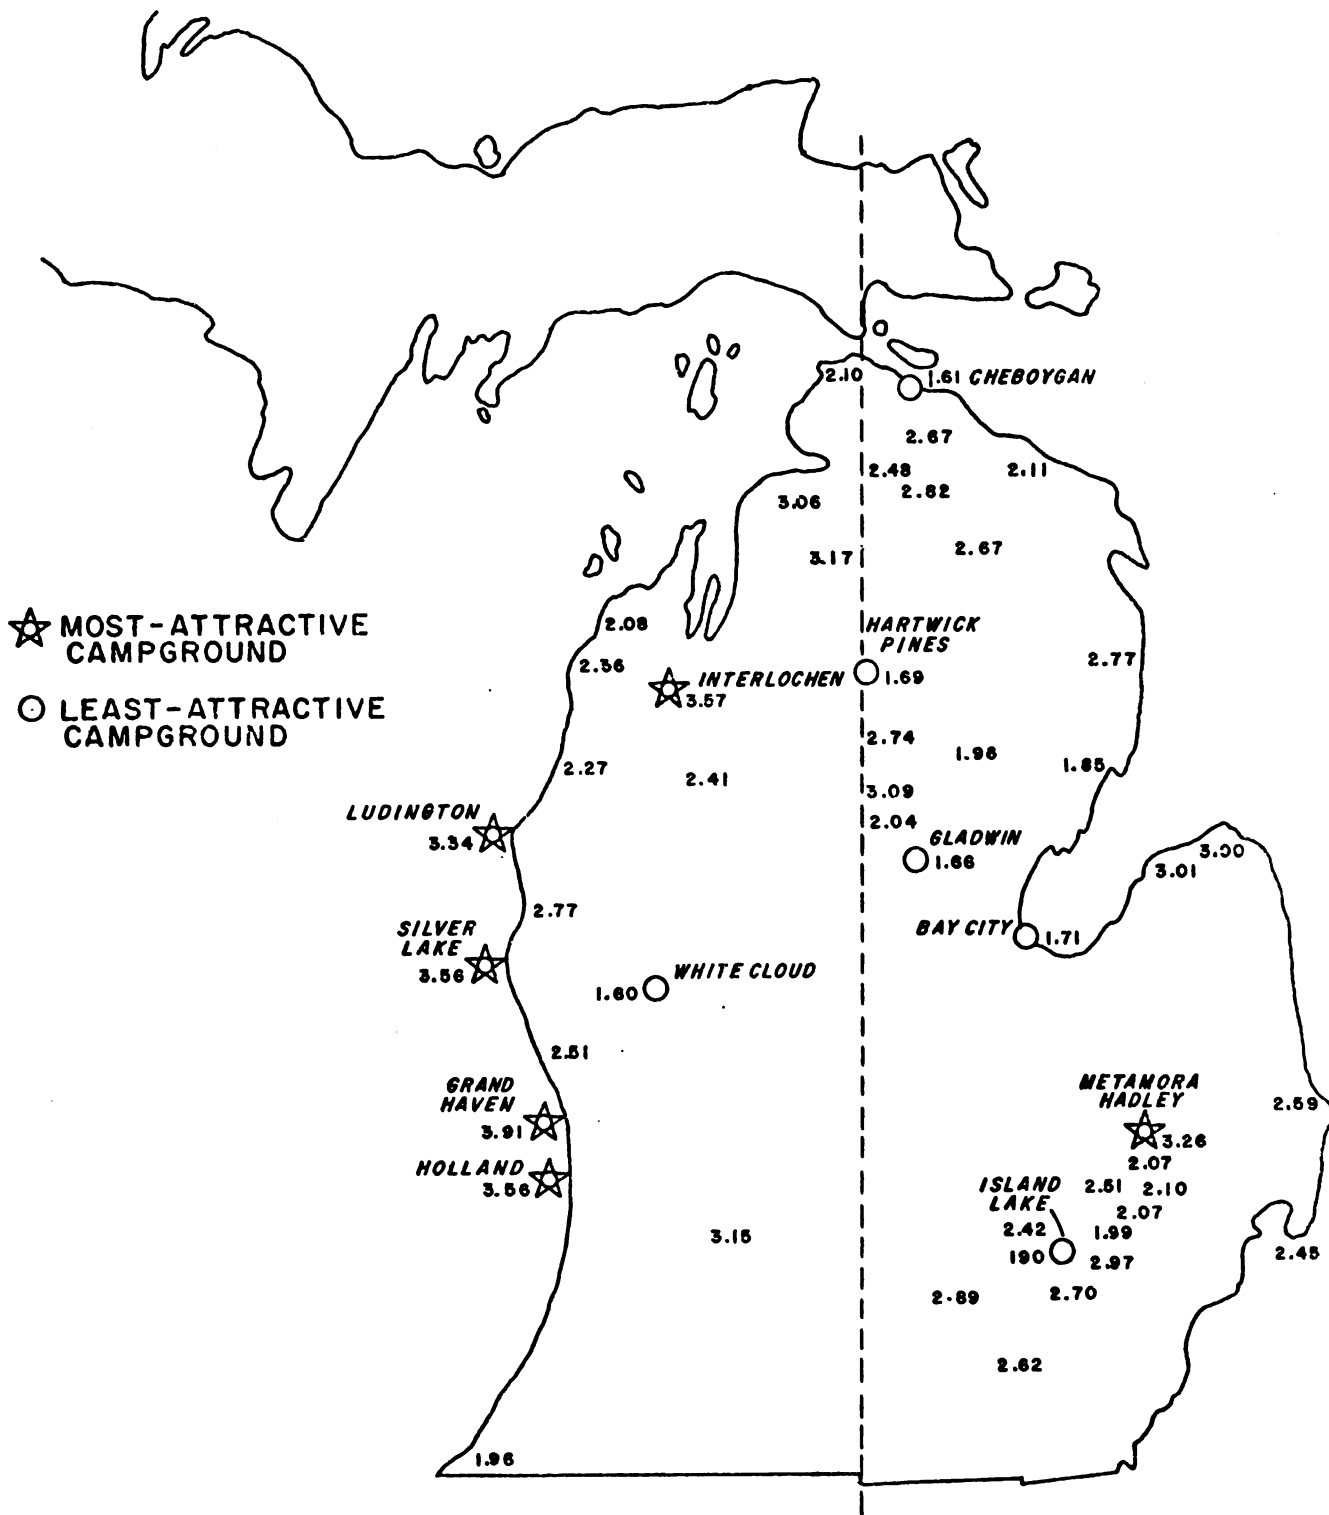 2.10
1.61 CHEBOYGAN
2.67
2.48
2.11
2.62
3.06
3.17
2.67
MOST-ATTRACTIVE
CAMPGROUND
LEAST-ATTRACTIVE
CAMPGROUND
2.08
2.36
HARTWICK
PINES
1.69
2.77
INTERLOCHEN
3.57
2.74
1.98
1.85
2.27
2.41
3.09
2.04
LUDINGTON
3.34
GLADWIN
1.66
3.00
3.01
2.77
BAY CITY
1.71
SILVER
LAKE
3.56
WHITE CLOUD
1.60
2.51
GRAND
HAVEN
3.91
METAMORA
HADLEY
3.26
2.59
HOLLAND
3.56
2.07
2.51
2.10
ISLAND
LAKE
2.07
2.42
1.99
190
2.97
3.15
2.45
2.89
2.70
2.62
1.96